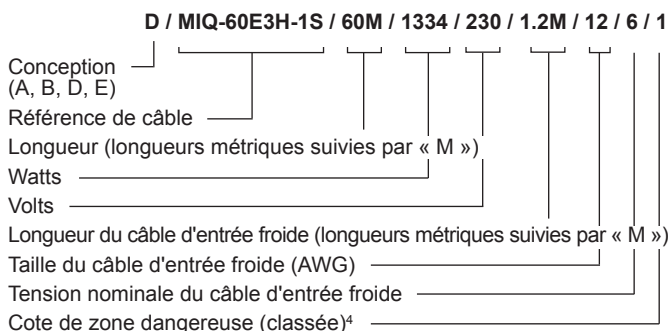 D / MIQ-60E3H-1S / 60M / 1334 / 230 / 1.2M / 12 / 6 / 1
Conception
(A, B, D, E)
Référence de câble
Longueur (longueurs métriques suivies par « M »)
Watts
Volts
Longueur du câble d'entrée froide (longueurs métriques suivies par « M »)
Taille du câble d'entrée froide (AWG)
Tension nominale du câble d'entrée froide
Cote de zone dangereuse (classée)⁴